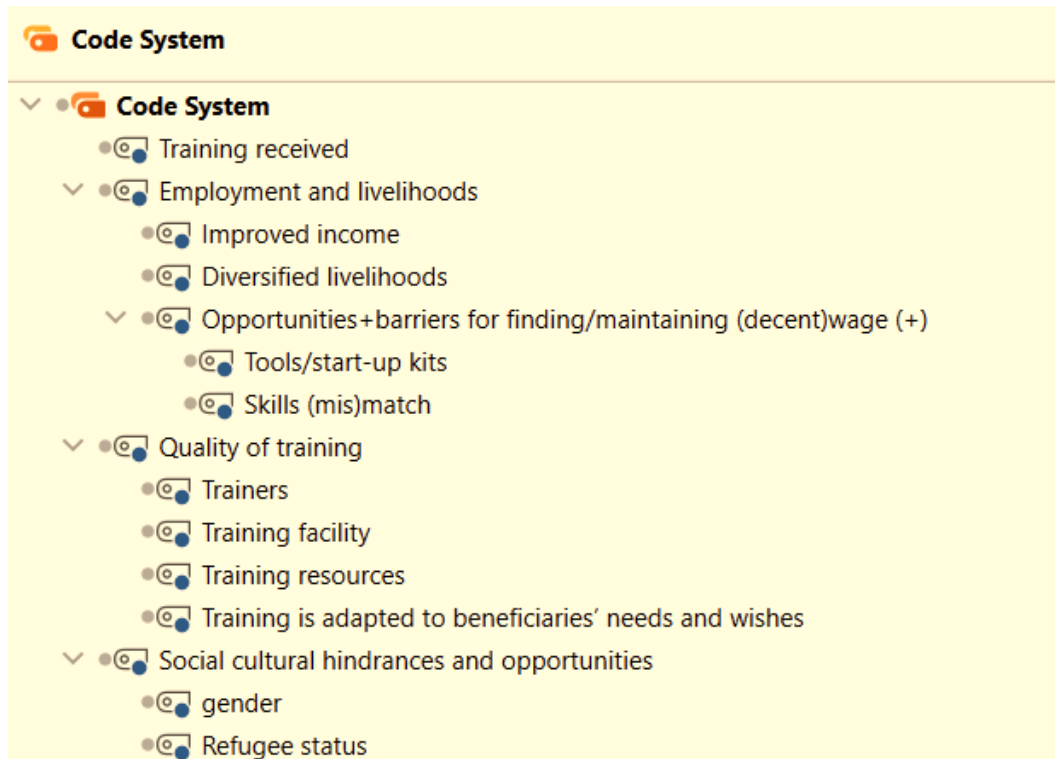 Code System
Code System
Training received
Employment and livelihoods
Improved income
Diversified livelihoods
Opportunities+barriers for finding/maintaining (decent)wage (+)
Tools/start-up kits
Skills (mis)match
Quality of training
Trainers
Training facility
Training resources
Training is adapted to beneficiaries’ needs and wishes
Social cultural hindrances and opportunities
gender
Refugee status